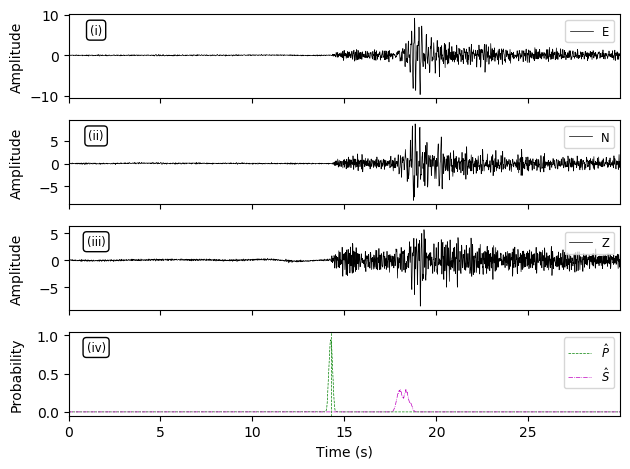 10
0
−10
Amplitude
(i)
E
5
0
−5
Amplitude
(ii)
N
5
0
−5
Amplitude
(iii)
Z
1.0
0.5
0.0
Probability
(iv)
P̂
Ŝ
0 5 10 15 20 25
Time (s)